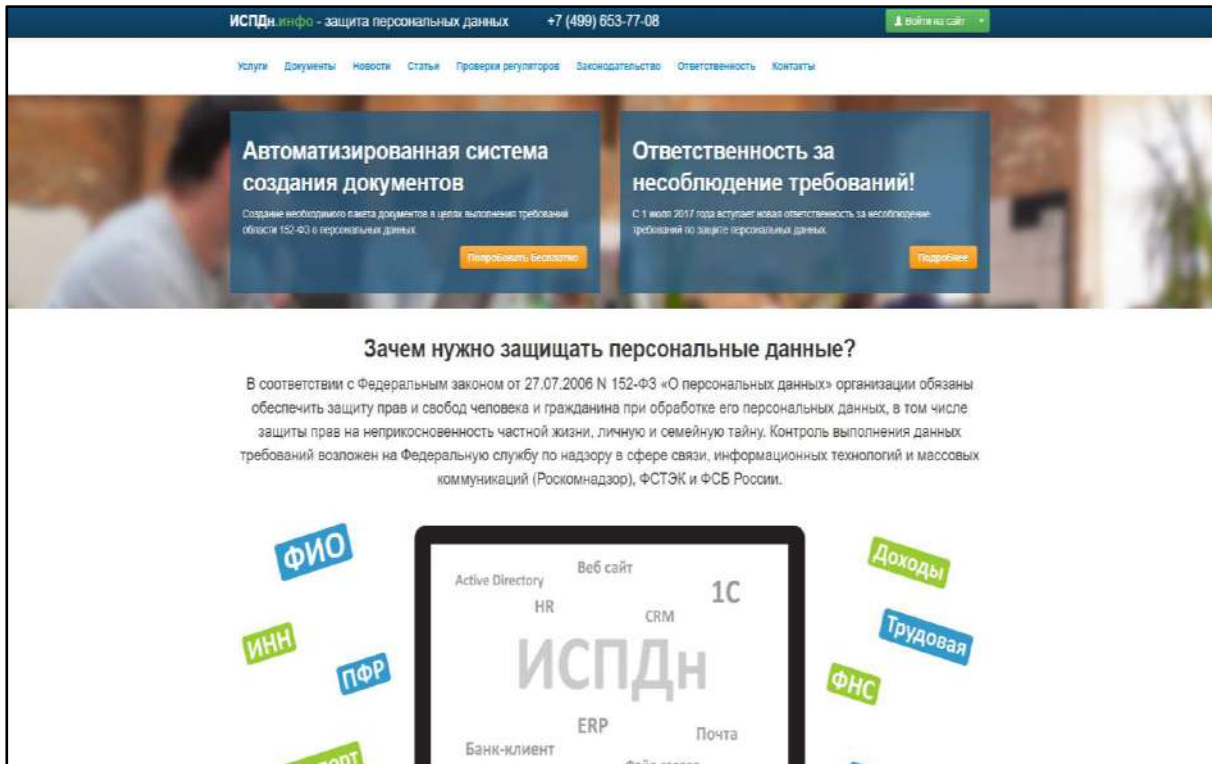 ИСПДн.инфо - защита персональных данных +7 (499) 653-77-08 Войти на сайт
Услуги Документы Новости Статьи Проверки регуляторов Законодательство Ответственность Контакты
Автоматизированная система
создания документов
Создание необходимого пакета документов в целях выполнения требований
области 152-ФЗ о персональных данных.
Попробовать Бесплатно
Ответственность за
несоблюдение требований!
С 1 июля 2017 года вступает новая ответственность за несоблюдение
требований по защите персональных данных.
Подробнее
Зачем нужно защищать персональные данные?
В соответствии с Федеральным законом от 27.07.2006 N 152-ФЗ «О персональных данных» организации обязаны
обеспечить защиту прав и свобод человека и гражданина при обработке его персональных данных, в том числе
защиты прав на неприкосновенность частной жизни, личную и семейную тайну. Контроль выполнения данных
требований возложен на Федеральную службу по надзору в сфере связи, информационных технологий и массовых
коммуникаций (Роскомнадзор), ФСТЭК и ФСБ России.
ФИО
ИНН
ПФР
Active Directory
Веб сайт
1С
HR
CRM
ИСПДн
ERP
Почта
Банк-клиент
Доходы
Трудовая
ФНС